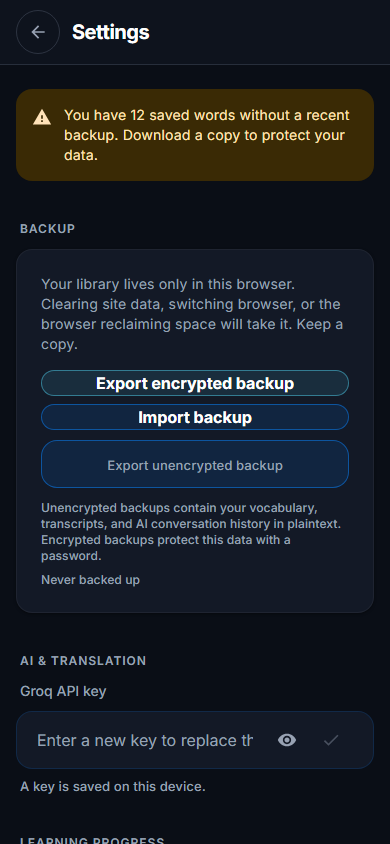 Settings
You have 12 saved words without a recent
backup. Download a copy to protect your
data.
BACKUP
Your library lives only in this browser.
Clearing site data, switching browser, or the
browser reclaiming space will take it. Keep a
copy.
Export encrypted backup
Import backup
Export unencrypted backup
Unencrypted backups contain your vocabulary,
transcripts, and AI conversation history in plaintext.
Encrypted backups protect this data with a
password.
Never backed up
AI & TRANSLATION
Groq API key
Enter a new key to replace th
A key is saved on this device.
LEARNING PROGRESS